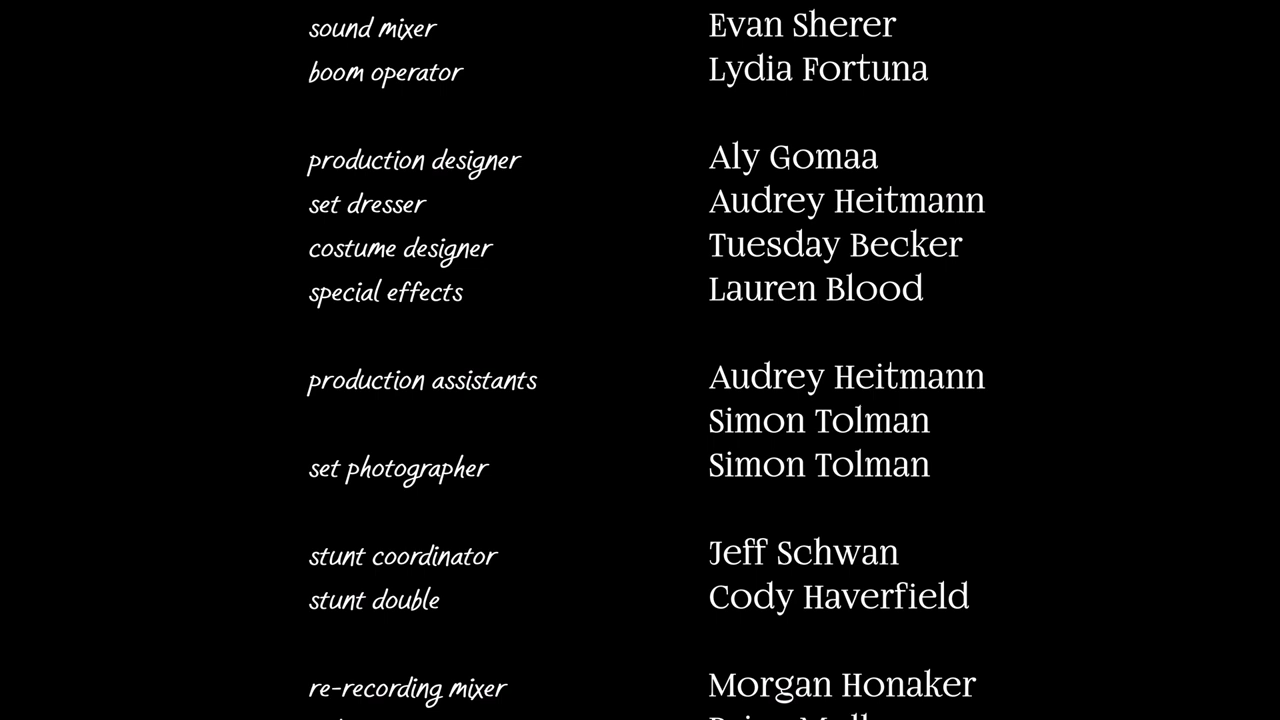 sound mixer Evan Sherer
boom operator Lydia Fortuna
production designer Aly Gomaa
set dresser Audrey Heitmann
costume designer Tuesday Becker
special effects Lauren Blood
production assistants Audrey Heitmann
Simon Tolman
set photographer Simon Tolman
stunt coordinator Jeff Schwan
stunt double Cody Haverfield
re-recording mixer Morgan Honaker